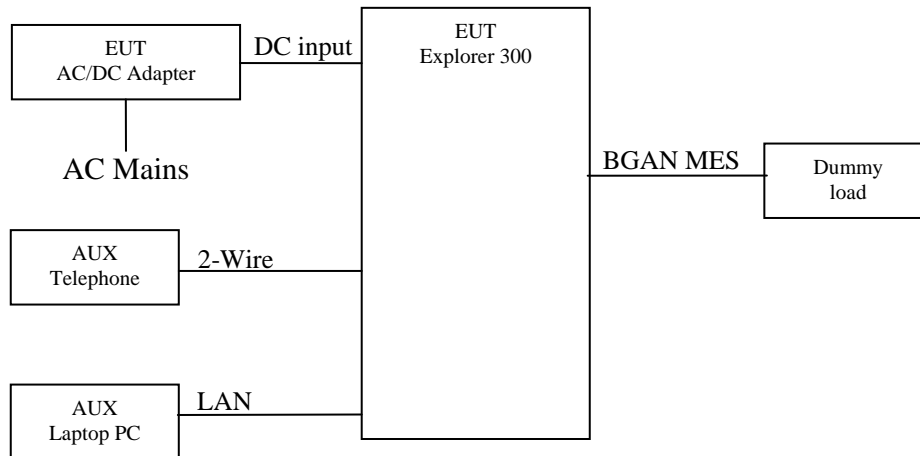 EUT
AC/DC Adapter
DC input
AC Mains
EUT
Explorer 300
BGAN MES
Dummy
load
AUX
Telephone
2-Wire
AUX
Laptop PC
LAN